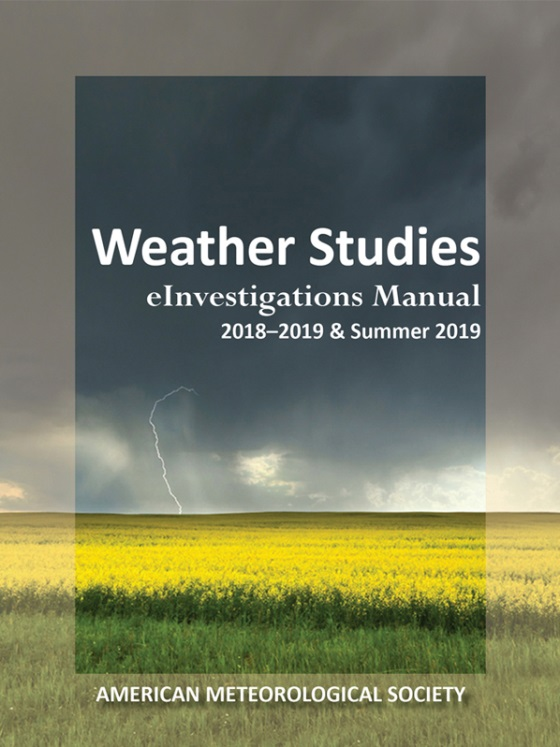 Weather Studies
eInvestigations Manual
2018–2019 & Summer 2019
AMERICAN METEOROLOGICAL SOCIETY